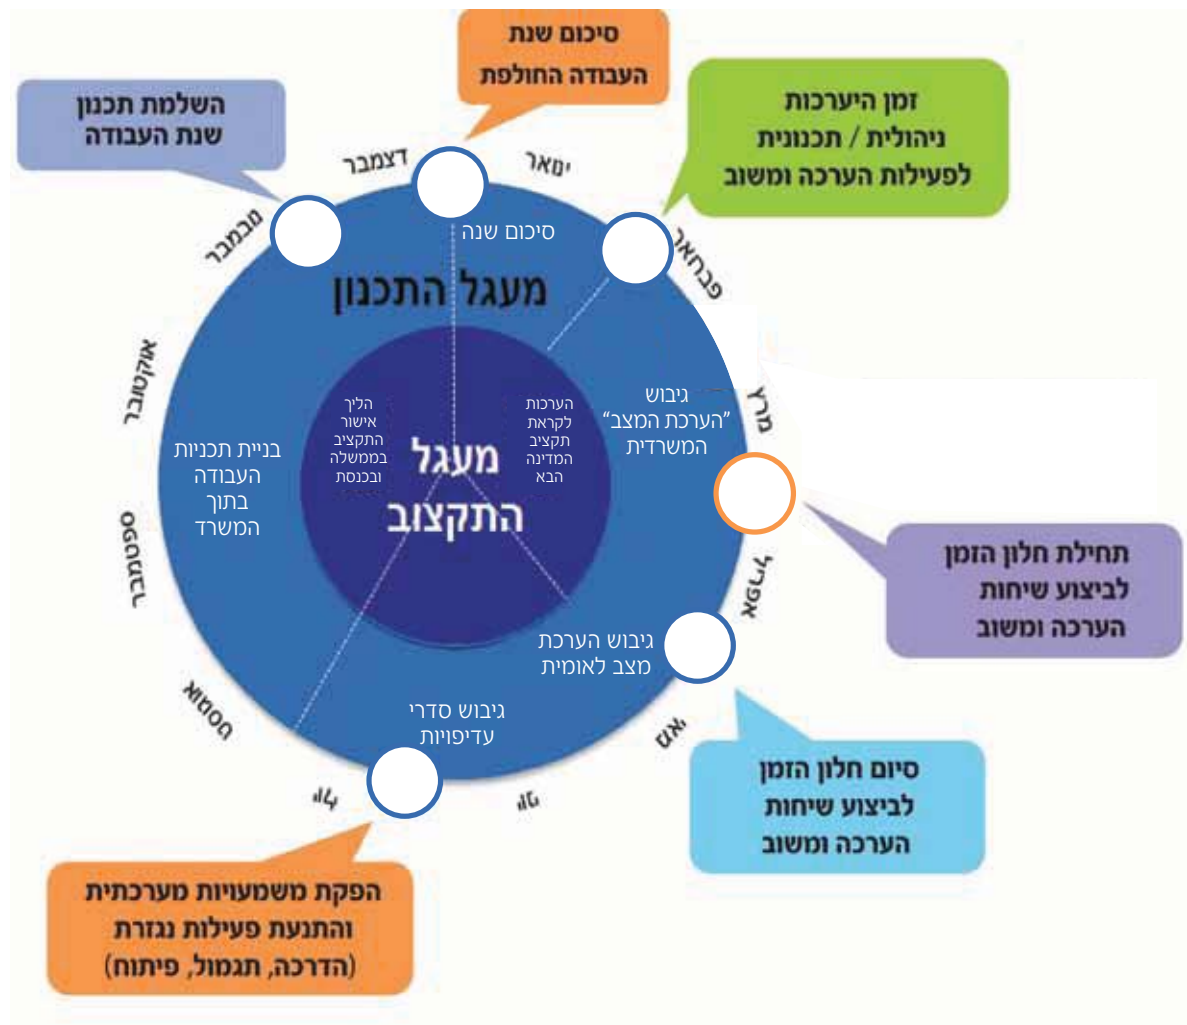 סיכום שנת
העבודה החולפת
זמן היערכות
ניהולית / תכנונית
לפעילות הערכה ומשוב
השלמת תכנון
שנת העבודה
ינואר
פברואר
מרץ
אפריל
מאי
יוני
יולי
אוגוסט
ספטמבר
אוקטובר
נובמבר
דצמבר
סיכום שנה
מעגל התכנון
גיבוש
"הערכת המצב"
המשרדית
הערכות
לקראת
תקציב
המדינה
הבא
הליך
אישור
התקציב
בממשלה
ובכנסת
מעגל
התקצוב
בניית תכניות
העבודה
בתוך
המשרד
גיבוש הערכת
מצב לאומית
גיבוש סדרי
עדיפויות
תחילת חלון הזמן
לביצוע שיחות
הערכה ומשוב
סיום חלון הזמן
לביצוע שיחות
הערכה ומשוב
הפקת משמעויות מערכתית
והתנעת פעילות נגזרת
(הדרכה, תגמול, פיתוח)